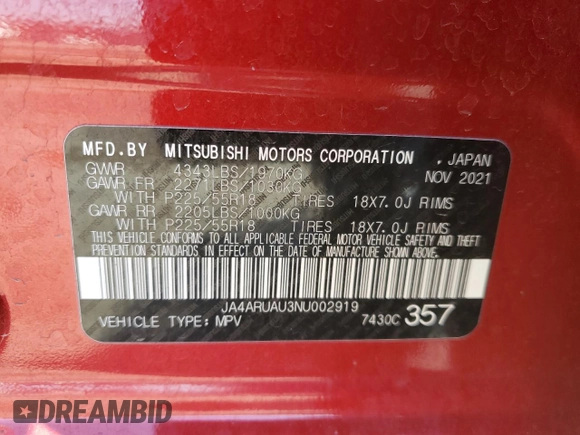 MFD.BY MITSUBISHI MOTORS CORPORATION . JAPAN
GVWR 4343LBS/1970KG NOV 2021
GAWR FR 2271LBS/1030KG
WITH P225/55R18 TIRES 18X7.0J RIMS
GAWR RR 2205LBS/1000KG
WITH P225/55R18 TIRES 18X7.0J RIMS
THIS VEHICLE CONFORMS TO ALL APPLICABLE FEDERAL MOTOR VEHICLE SAFETY AND THEFT
PREVENTION STANDARDS IN EFFECT ON THE DATE OF MANUFACTURE SHOWN ABOVE.
JA4ARUAU3NU002919
VEHICLE TYPE:MPV 7430C 357
DREAMBID